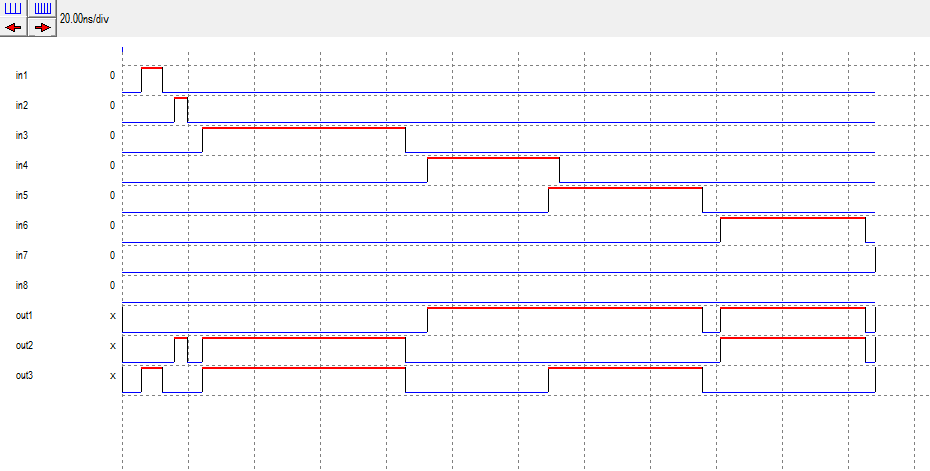 20.00ns/div
in1 0
in2 0
in3 0
in4 0
in5 0
in6 0
in7 0
in8 0
out1 x
out2 x
out3 x